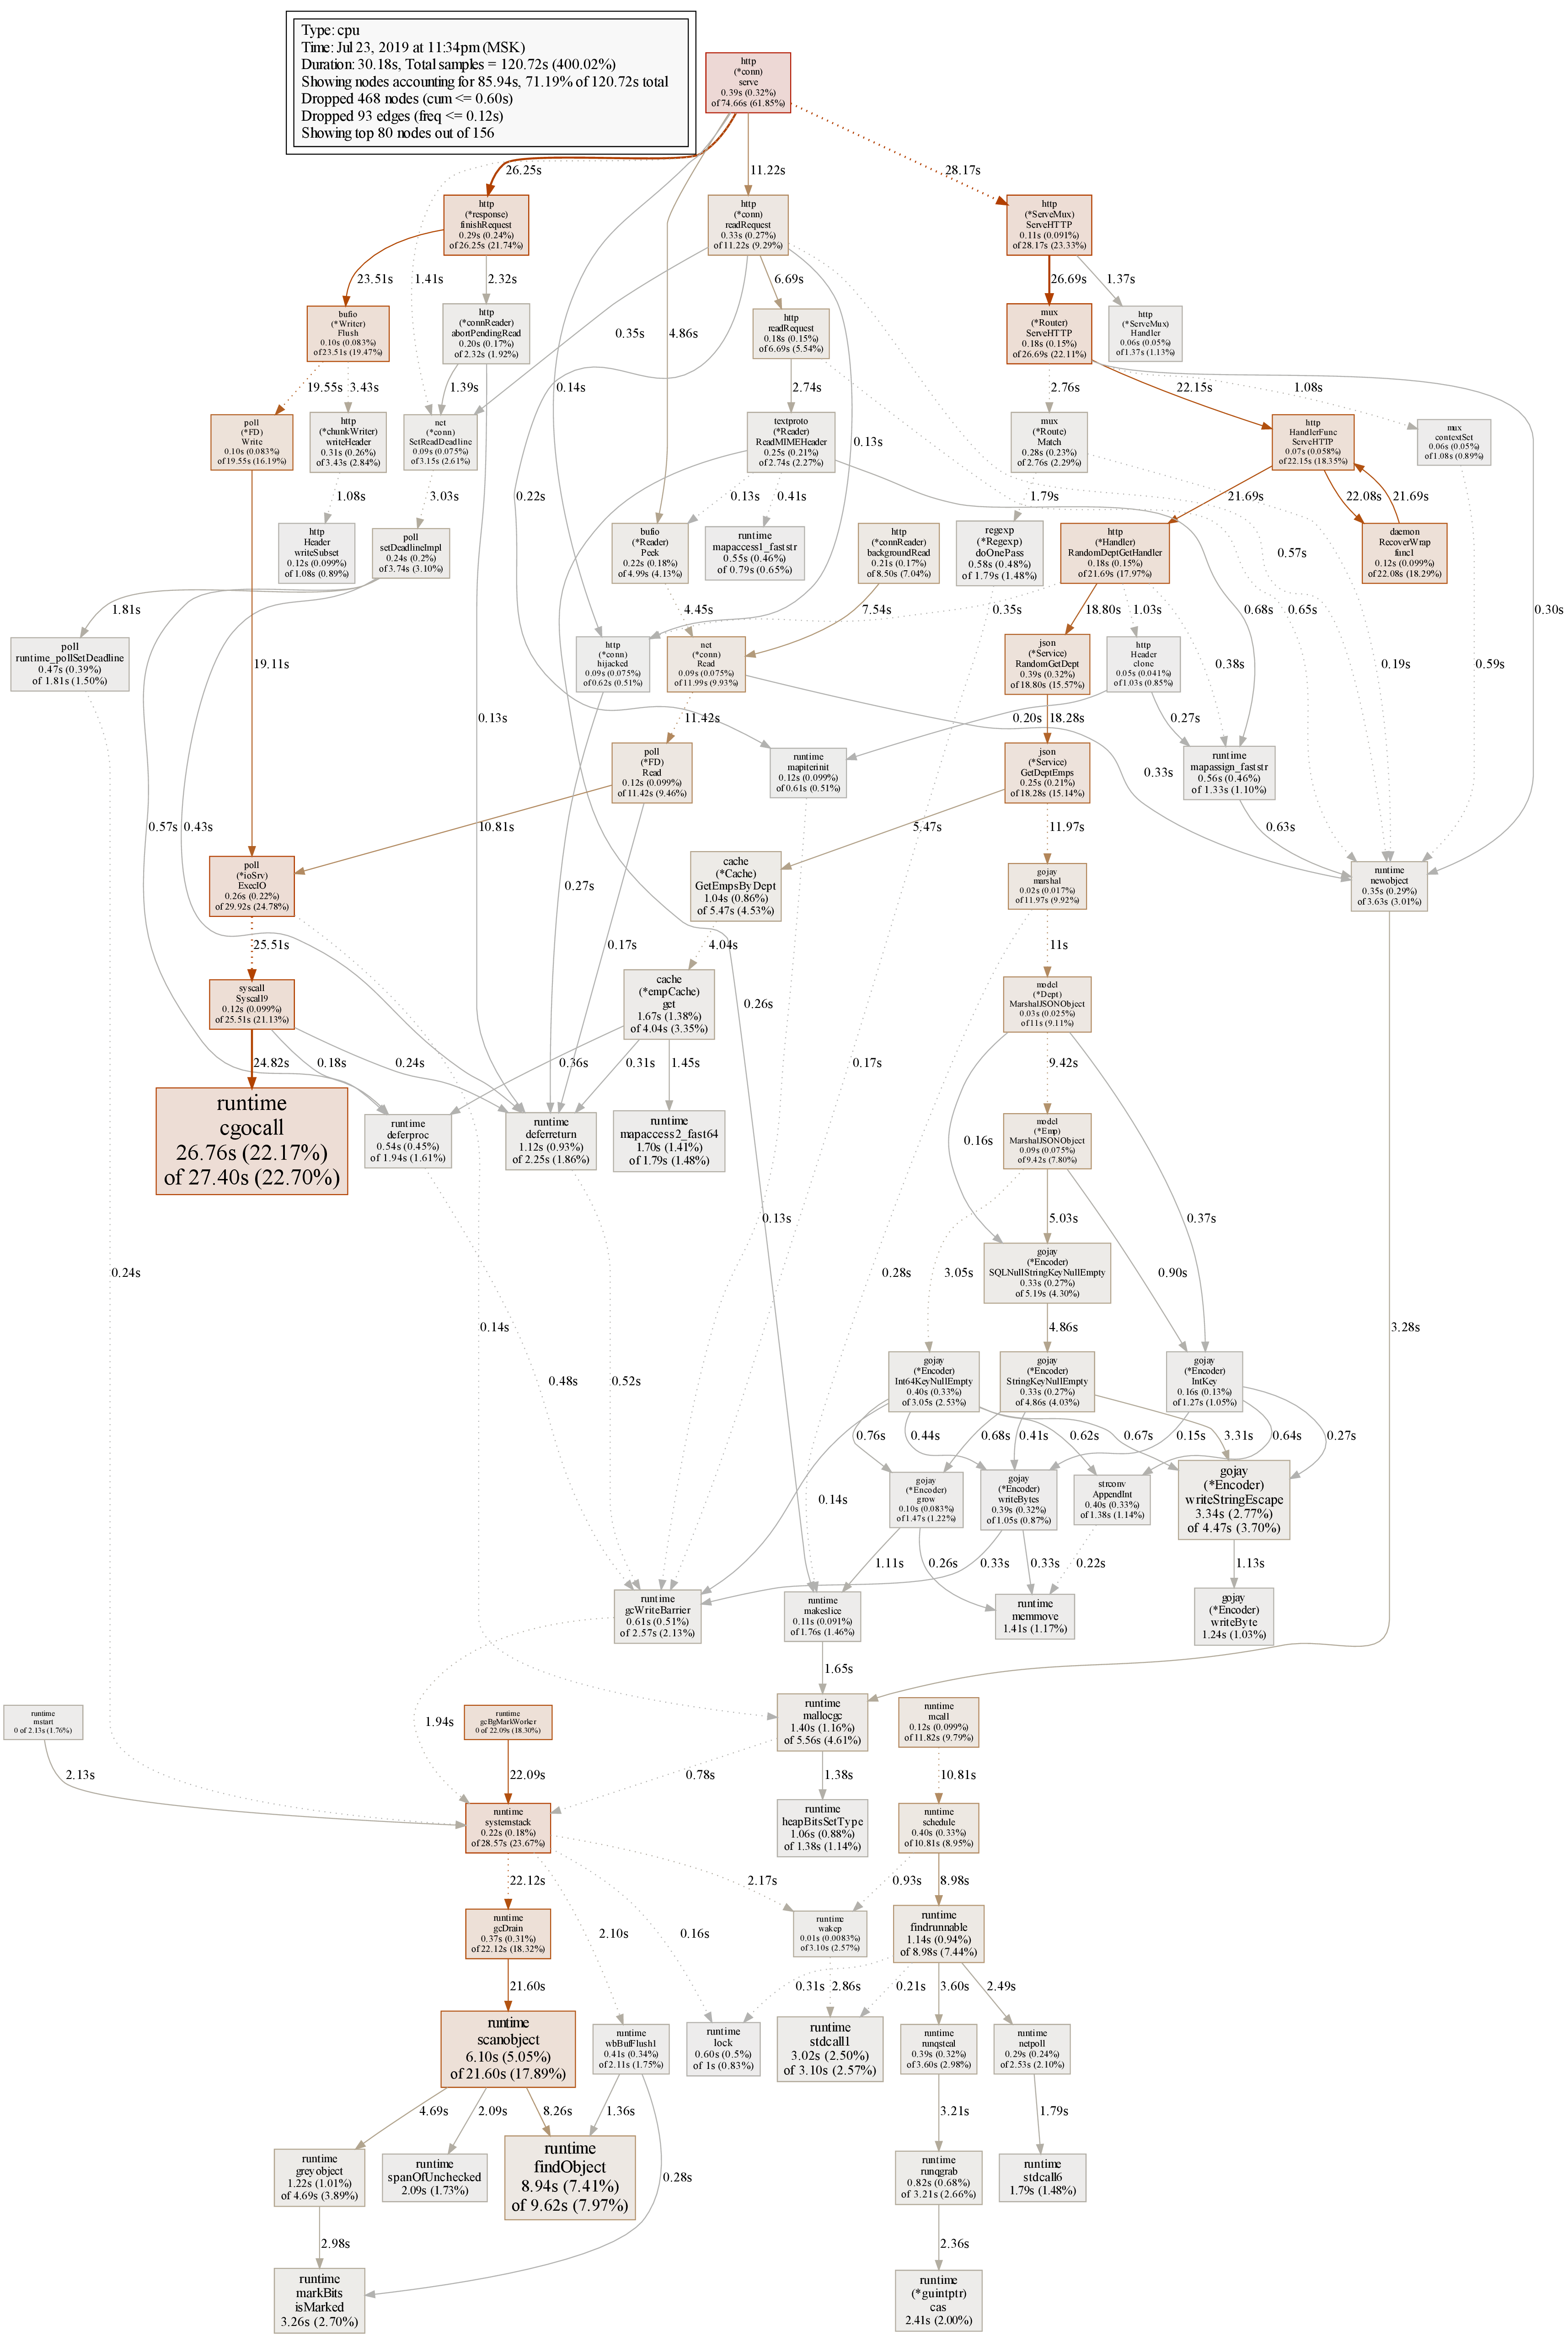 Type: cpu
Time: Jul 23, 2019 at 11:34pm (MSK)
Duration: 30.18s, Total samples = 120.72s (400.02%)
Showing nodes accounting for 85.94s, 71.19% of 120.72s total
Dropped 468 nodes (cum <= 0.60s)
Dropped 93 edges (freq <= 0.12s)
Showing top 80 nodes out of 156
http
(*conn)
serve
0.39s (0.32%)
of 74.66s (61.85%)
26.25s
11.22s
28.17s
http
(*response)
finishRequest
0.29s (0.24%)
of 26.25s (21.74%)
http
(*conn)
readRequest
0.33s (0.27%)
of 11.22s (9.29%)
http
(*ServeMux)
ServeHTTP
0.11s (0.091%)
of 28.17s (23.33%)
23.51s
1.41s
2.32s
6.69s
26.69s
1.37s
bufio
(*Writer)
Flush
0.10s (0.083%)
of 23.51s (19.47%)
http
(*connReader)
abortPendingRead
0.20s (0.17%)
of 2.32s (1.92%)
0.35s
4.86s
http
readRequest
0.18s (0.15%)
of 6.69s (5.54%)
mux
(*Router)
ServeHTTP
0.18s (0.15%)
of 26.69s (22.11%)
http
(*ServeMux)
Handler
0.06s (0.05%)
of 1.37s (1.13%)
19.55s
3.43s
1.39s
0.14s
2.74s
2.76s
22.15s
1.08s
poll
(*FD)
Write
0.10s (0.083%)
of 19.55s (16.19%)
http
(*chunkWriter)
writeHeader
0.31s (0.26%)
of 3.43s (2.84%)
net
(*conn)
SetReadDeadline
0.09s (0.075%)
of 3.15s (2.61%)
textproto
(*Reader)
ReadMIMEHeader
0.25s (0.21%)
of 2.74s (2.27%)
0.13s
mux
(*Route)
Match
0.28s (0.23%)
of 2.76s (2.29%)
http
HandlerFunc
ServeHTTP
0.07s (0.058%)
of 22.15s (18.35%)
mux
contextSet
0.06s (0.05%)
of 1.08s (0.89%)
1.08s
3.03s
0.22s
0.13s
0.41s
1.79s
21.69s
22.08s
21.69s
http
Header
writeSubset
0.12s (0.099%)
of 1.08s (0.89%)
poll
setDeadlineImpl
0.24s (0.2%)
of 3.74s (3.10%)
bufio
(*Reader)
Peek
0.22s (0.18%)
of 4.99s (4.13%)
runtime
mapaccess1_faststr
0.55s (0.46%)
of 0.79s (0.65%)
http
(*connReader)
backgroundRead
0.21s (0.17%)
of 8.50s (7.04%)
regexp
(*Regexp)
doOnePass
0.58s (0.48%)
of 1.79s (1.48%)
http
(*Handler)
RandomDeptGetHandler
0.18s (0.15%)
of 21.69s (17.97%)
0.57s
daemon
RecoverWrap
func1
0.12s (0.099%)
of 22.08s (18.29%)
1.81s
4.45s
7.54s
0.35s
18.80s
1.03s
0.68s
0.65s
0.30s
poll
runtime_pollSetDeadline
0.47s (0.39%)
of 1.81s (1.50%)
19.11s
http
(*conn)
hijacked
0.09s (0.075%)
of 0.62s (0.51%)
net
(*conn)
Read
0.09s (0.075%)
of 11.99s (9.93%)
json
(*Service)
RandomGetDept
0.39s (0.32%)
of 18.80s (15.57%)
http
Header
clone
0.05s (0.041%)
of 1.03s (0.85%)
0.38s
0.19s
0.59s
0.13s
11.42s
0.20s
18.28s
0.27s
poll
(*FD)
Read
0.12s (0.099%)
of 11.42s (9.46%)
runtime
mapiterinit
0.12s (0.099%)
of 0.61s (0.51%)
json
(*Service)
GetDeptEmps
0.25s (0.21%)
of 18.28s (15.14%)
0.33s
runtime
mapassign_faststr
0.56s (0.46%)
of 1.33s (1.10%)
0.57s
0.43s
10.81s
5.47s
11.97s
0.63s
poll
(*ioSrv)
ExecIO
0.26s (0.22%)
of 29.92s (24.78%)
0.27s
cache
(*Cache)
GetEmpsByDept
1.04s (0.86%)
of 5.47s (4.53%)
gojay
marshal
0.02s (0.017%)
of 11.97s (9.92%)
runtime
newobject
0.35s (0.29%)
of 3.63s (3.01%)
25.51s
0.17s
4.04s
11s
syscall
Syscall9
0.12s (0.099%)
of 25.51s (21.13%)
cache
(*empCache)
get
1.67s (1.38%)
of 4.04s (3.35%)
0.26s
model
(*Dept)
MarshalJSONObject
0.03s (0.025%)
of 11s (9.11%)
24.82s
0.18s
0.24s
0.36s
0.31s
1.45s
0.17s
9.42s
runtime
cgocall
26.76s (22.17%)
of 27.40s (22.70%)
runtime
deferproc
0.54s (0.45%)
of 1.94s (1.61%)
runtime
deferreturn
1.12s (0.93%)
of 2.25s (1.86%)
runtime
mapaccess2_fast64
1.70s (1.41%)
of 1.79s (1.48%)
0.16s
model
(*Emp)
MarshalJSONObject
0.09s (0.075%)
of 9.42s (7.80%)
0.13s
5.03s
0.37s
0.24s
0.28s
3.05s
gojay
(*Encoder)
SQLNullStringKeyNullEmpty
0.33s (0.27%)
of 5.19s (4.30%)
0.90s
0.14s
4.86s
3.28s
0.48s
0.52s
gojay
(*Encoder)
Int64KeyNullEmpty
0.40s (0.33%)
of 3.05s (2.53%)
gojay
(*Encoder)
StringKeyNullEmpty
0.33s (0.27%)
of 4.86s (4.03%)
gojay
(*Encoder)
IntKey
0.16s (0.13%)
of 1.27s (1.05%)
0.76s
0.44s
0.68s
0.41s
0.62s
0.67s
0.15s
3.31s
0.64s
0.27s
0.14s
gojay
(*Encoder)
grow
0.10s (0.083%)
of 1.47s (1.22%)
gojay
(*Encoder)
writeBytes
0.39s (0.32%)
of 1.05s (0.87%)
strconv
AppendInt
0.40s (0.33%)
of 1.38s (1.14%)
gojay
(*Encoder)
writeStringEscape
3.34s (2.77%)
of 4.47s (3.70%)
1.11s
0.26s
0.33s
0.33s
0.22s
1.13s
runtime
gcWriteBarrier
0.61s (0.51%)
of 2.57s (2.13%)
runtime
makeslice
0.11s (0.091%)
of 1.76s (1.46%)
runtime
memmove
1.41s (1.17%)
gojay
(*Encoder)
writeByte
1.24s (1.03%)
1.65s
runtime
mstart
0 of 2.13s (1.76%)
1.94s
runtime
gcBgMarkWorker
0 of 22.09s (18.30%)
runtime
mallocgc
1.40s (1.16%)
of 5.56s (4.61%)
runtime
mcall
0.12s (0.099%)
of 11.82s (9.79%)
2.13s
22.09s
0.78s
1.38s
10.81s
runtime
systemstack
0.22s (0.18%)
of 28.57s (23.67%)
runtime
heapBitsSetType
1.06s (0.88%)
of 1.38s (1.14%)
runtime
schedule
0.40s (0.33%)
of 10.81s (8.95%)
22.12s
2.17s
0.93s
8.98s
runtime
gcDrain
0.37s (0.31%)
of 22.12s (18.32%)
2.10s
0.16s
runtime
wakep
0.01s (0.0083%)
of 3.10s (2.57%)
runtime
findrunnable
1.14s (0.94%)
of 8.98s (7.44%)
21.60s
0.31s
2.86s
0.21s
3.60s
2.49s
runtime
scanobject
6.10s (5.05%)
of 21.60s (17.89%)
runtime
wbBufFlush1
0.41s (0.34%)
of 2.11s (1.75%)
runtime
lock
0.60s (0.5%)
of 1s (0.83%)
runtime
stdcall1
3.02s (2.50%)
of 3.10s (2.57%)
runtime
runqsteal
0.39s (0.32%)
of 3.60s (2.98%)
runtime
netpoll
0.29s (0.24%)
of 2.53s (2.10%)
4.69s
2.09s
8.26s
1.36s
3.21s
1.79s
runtime
greyobject
1.22s (1.01%)
of 4.69s (3.89%)
runtime
spanOfUnchecked
2.09s (1.73%)
runtime
findObject
8.94s (7.41%)
of 9.62s (7.97%)
0.28s
runtime
runqgrab
0.82s (0.68%)
of 3.21s (2.66%)
runtime
stdcall6
1.79s (1.48%)
2.98s
2.36s
runtime
markBits
isMarked
3.26s (2.70%)
runtime
(*guintptr)
cas
2.41s (2.00%)